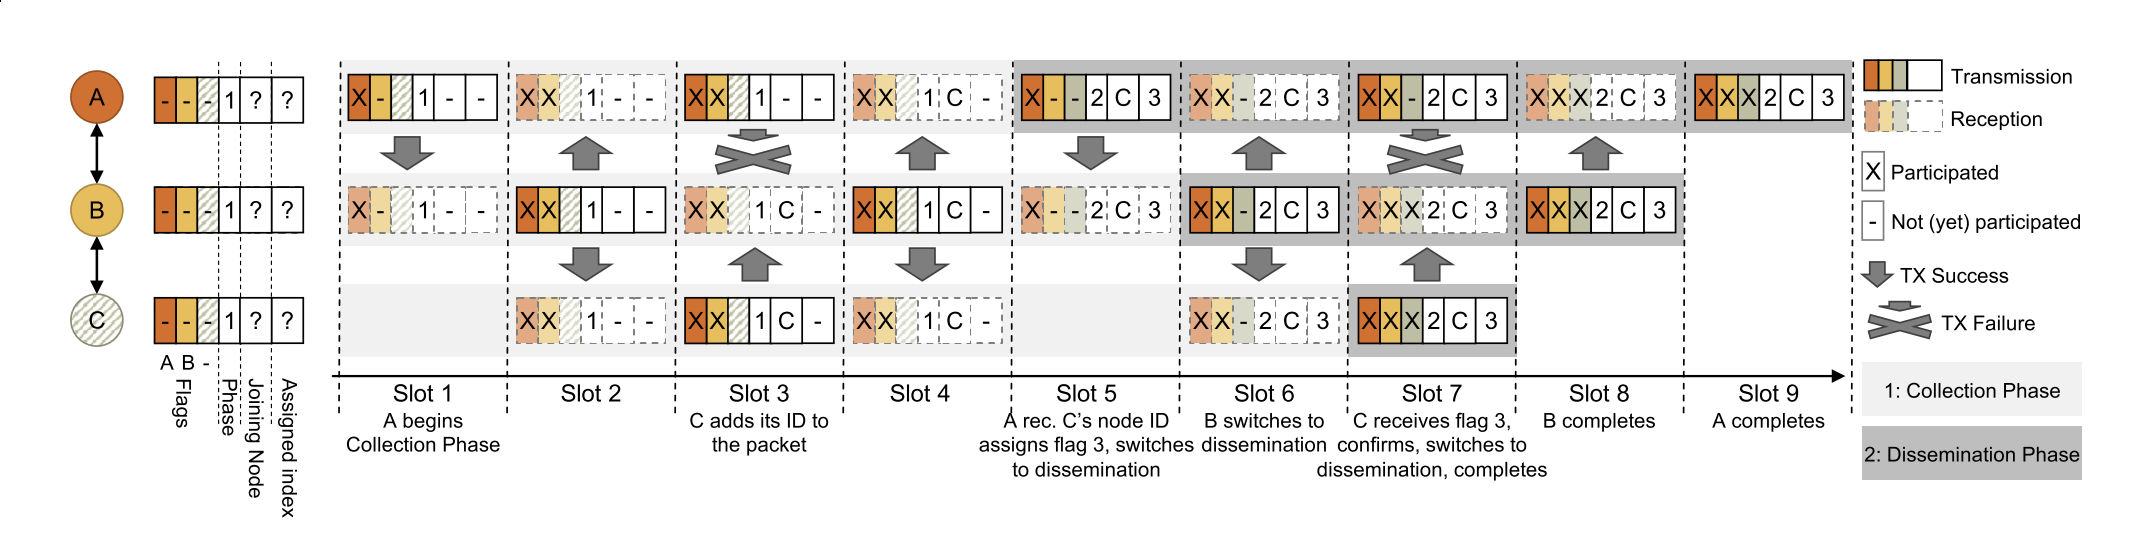 A - - - 1 ? ? X - 1 - - X X 1 - - X X 1 - - X X 1 C - X - - 2 C 3 X X - 2 C 3 X X - 2 C 3 X X X 2 C 3 X X X 2 C 3
B - - - 1 ? ? X - 1 - - X X 1 - - X X 1 C - X X 1 C - X - - 2 C 3 X X - 2 C 3 X X X 2 C 3 X X X 2 C 3
C - - - 1 ? ? X X 1 - - X X 1 C - X X 1 C - X X - 2 C 3 X X X 2 C 3
A B -
Flags
Phase
Joining Node
Assigned index
Slot 1
A begins
Collection Phase
Slot 2
Slot 3
C adds its ID to
the packet
Slot 4
Slot 5
A rec. C's node ID
assigns flag 3, switches
to dissemination
Slot 6
B switches to
dissemination
Slot 7
C receives flag 3,
confirms, switches to
dissemination, completes
Slot 8
B completes
Slot 9
A completes
Transmission
Reception
X Participated
- Not (yet) participated
TX Success
TX Failure
1: Collection Phase
2: Dissemination Phase